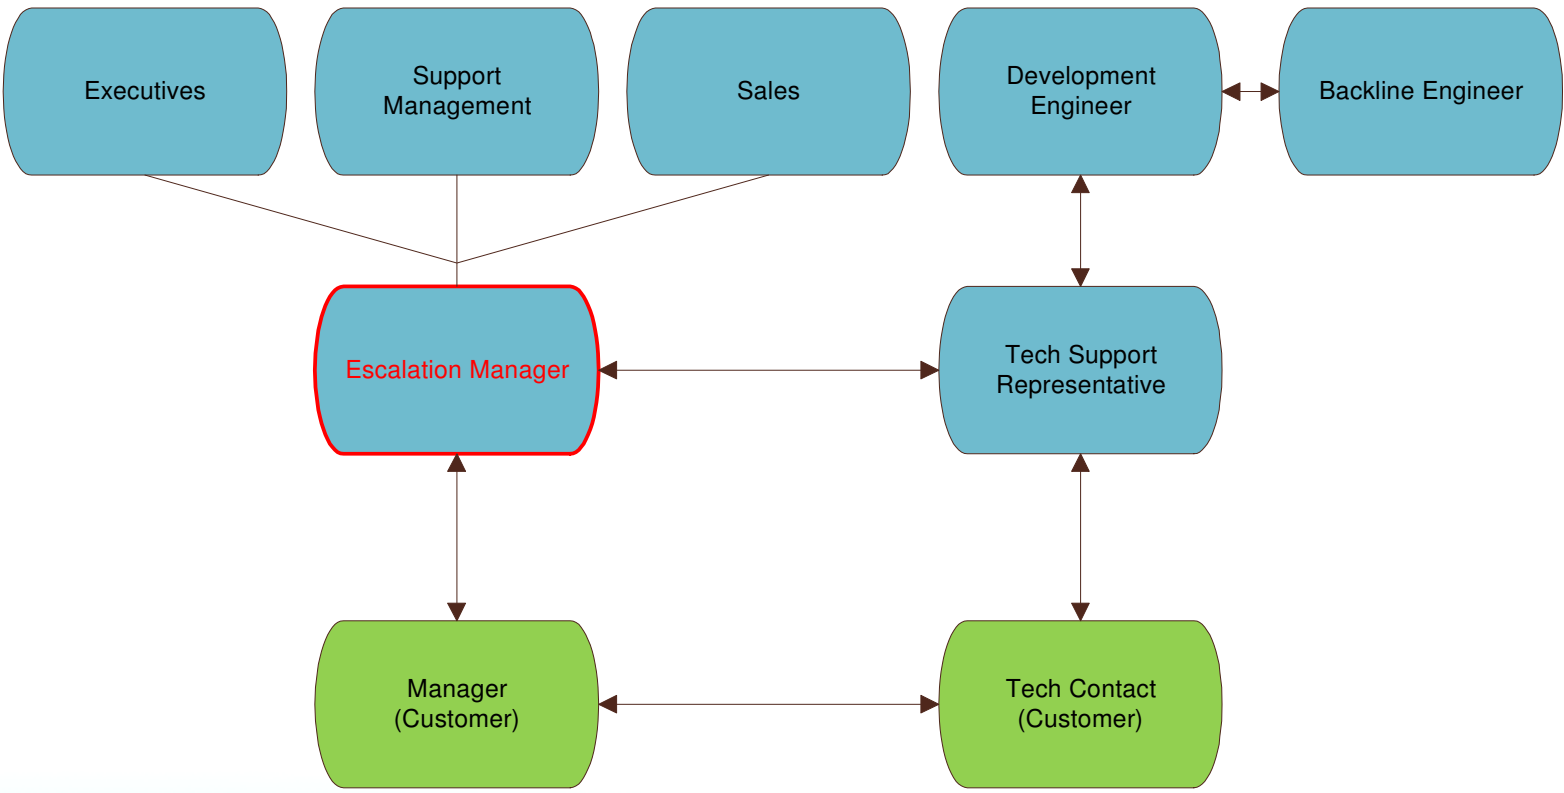 Executives
Support
Management
Sales
Development
Engineer
Backline Engineer
Escalation Manager
Tech Support
Representative
Manager
(Customer)
Tech Contact
(Customer)